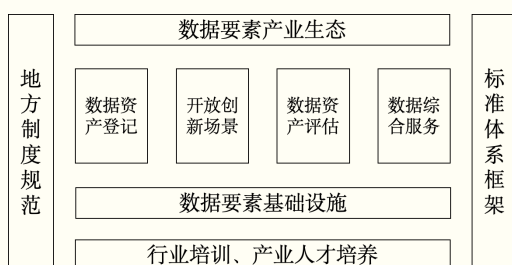 数据要素产业生态
地方制度规范
数据资
产登记
开放创
新场景
数据资
产评估
数据综
合服务
标准体系框架
数据要素基础设施
行业培训、产业人才培养